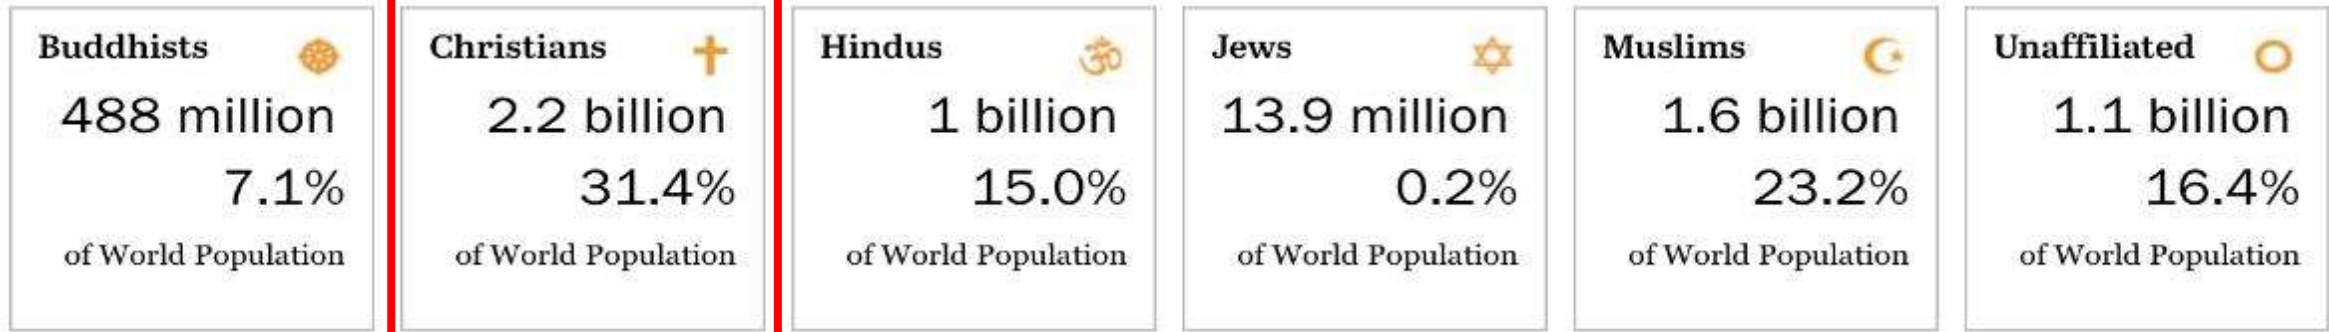 Buddhists
488 million
7.1%
of World Population
Christians
2.2 billion
31.4%
of World Population
Hindus
1 billion
15.0%
of World Population
Jews
13.9 million
0.2%
of World Population
Muslims
1.6 billion
23.2%
of World Population
Unaffiliated
1.1 billion
16.4%
of World Population